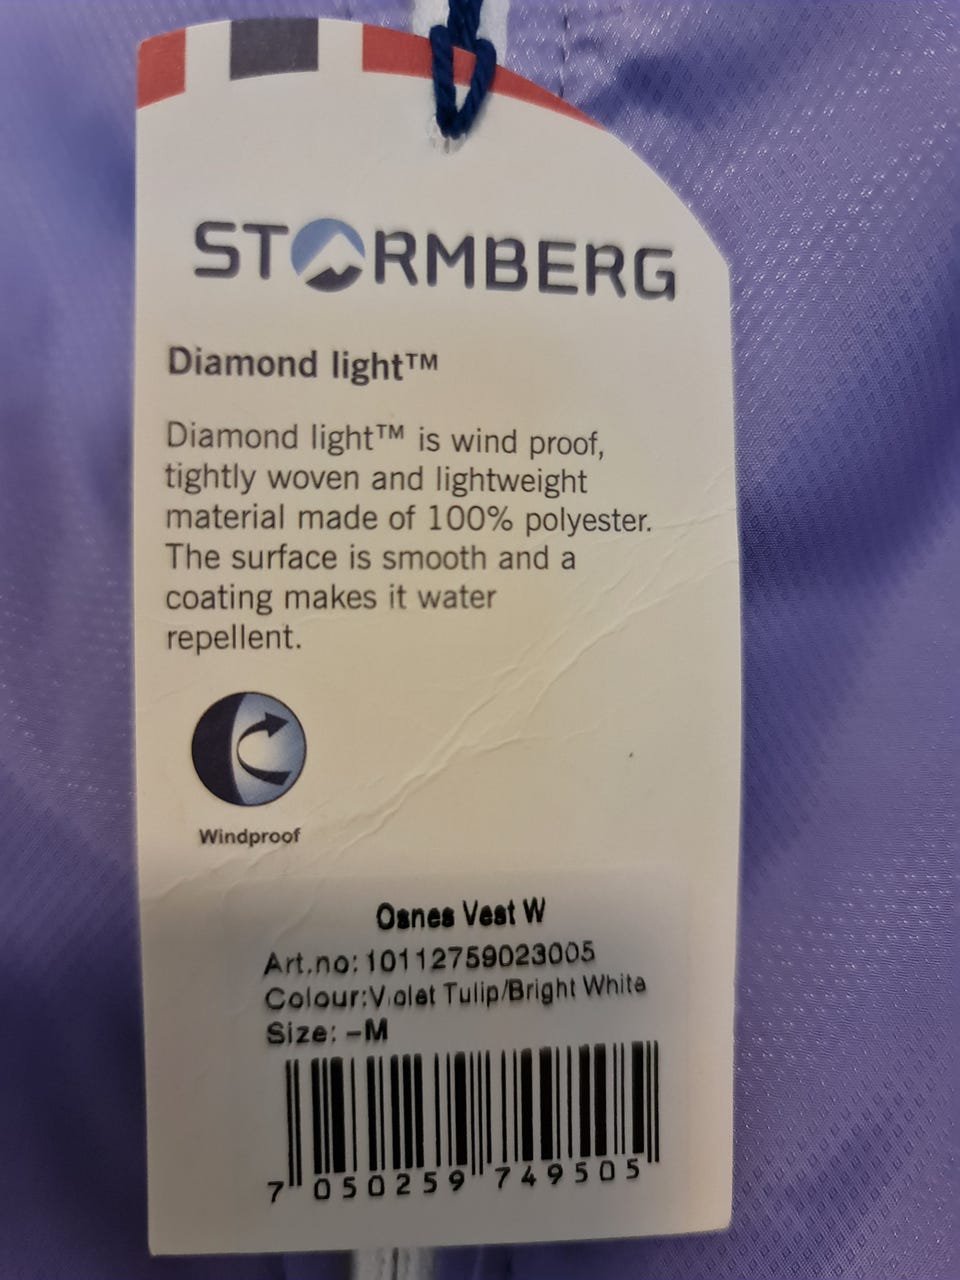 STORMBERG
Diamond light™
Diamond light™ is wind proof,
tightly woven and lightweight
material made of 100% polyester.
The surface is smooth and a
coating makes it water
repellent.
Windproof
Osnes Vest W
Art.no: 10112759023005
Colour:Violet Tulip/Bright White
Size: -M
7 050259 749505